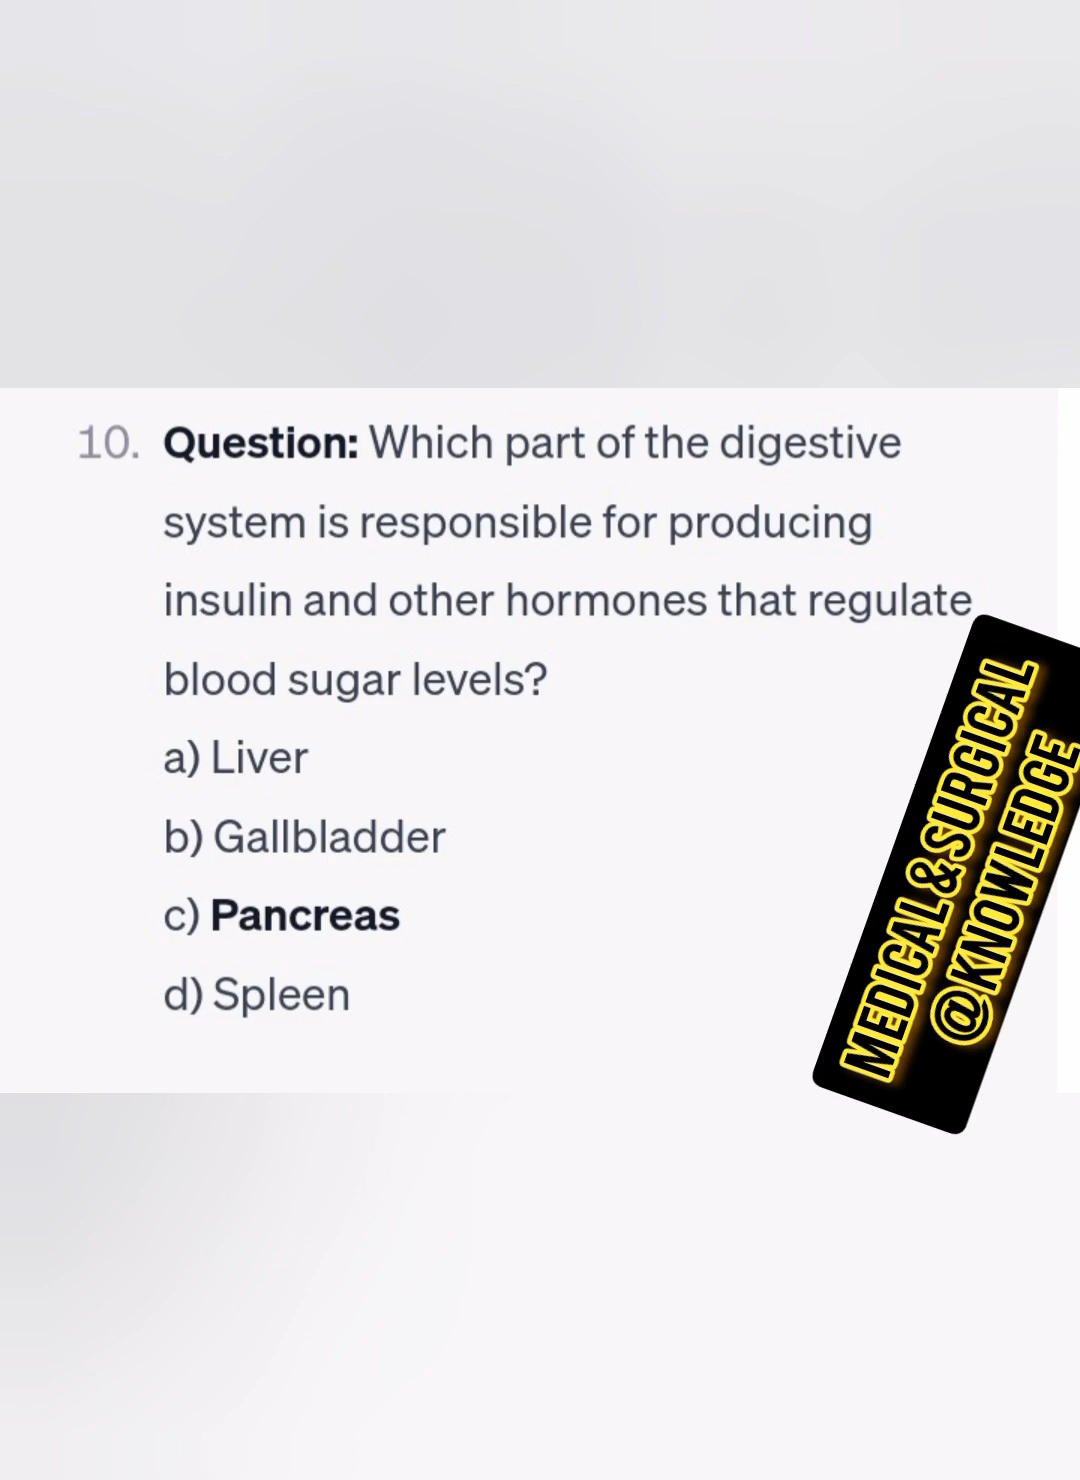 10. Question: Which part of the digestive
system is responsible for producing
insulin and other hormones that regulate
blood sugar levels?
a) Liver
b) Gallbladder
c) Pancreas
d) Spleen
MEDICAL & SURGICAL
@KNOWLEDGE